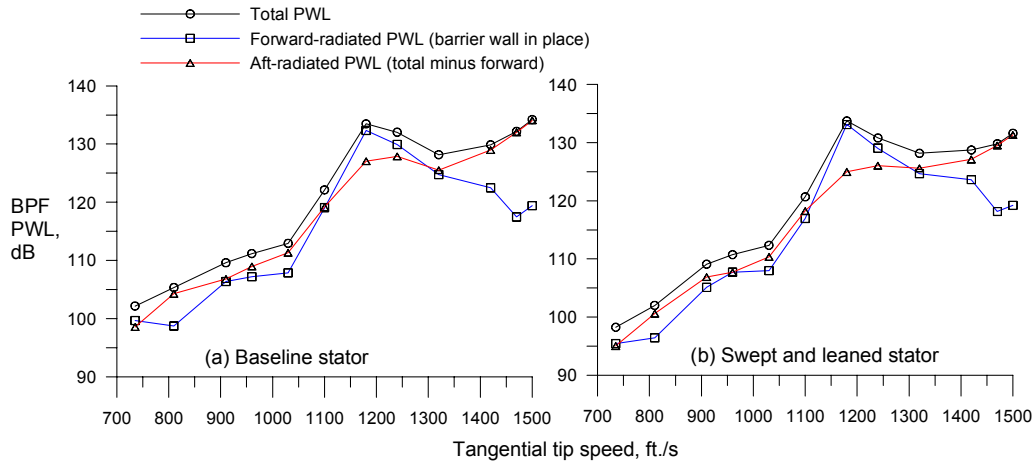 Total PWL
Forward-radiated PWL (barrier wall in place)
Aft-radiated PWL (total minus forward)
BPF
PWL,
dB
140
130
120
110
100
90
(a) Baseline stator
700 800 900 1000 1100 1200 1300 1400 1500
140
130
120
110
100
90
(b) Swept and leaned stator
700 800 900 1000 1100 1200 1300 1400 1500
Tangential tip speed, ft./s